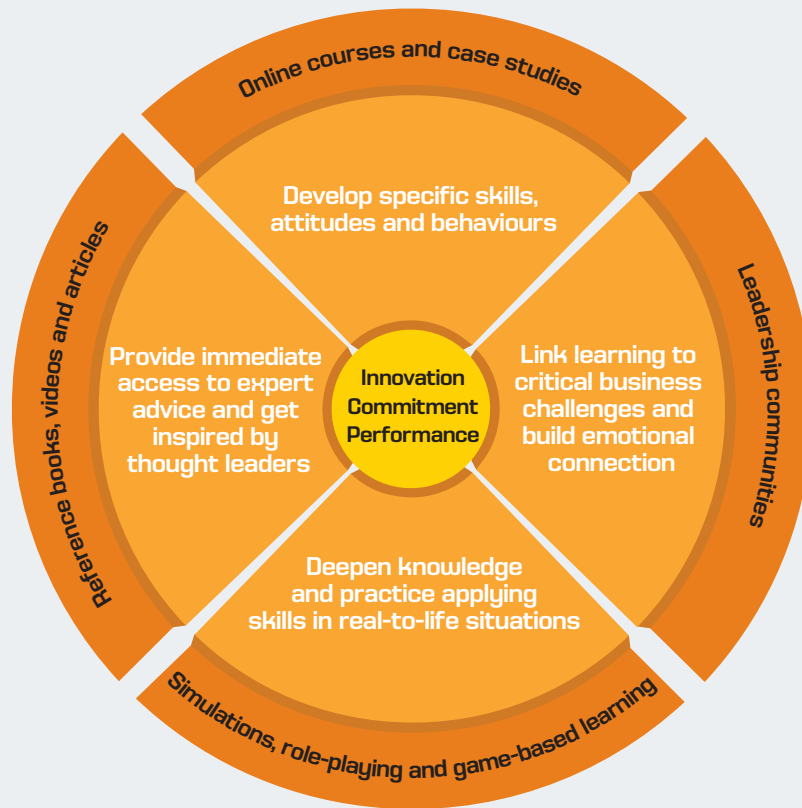 Online courses and case studies
Develop specific skills,
attitudes and behaviours
Reference books, videos and articles
Provide immediate
access to expert
advice and get
inspired by
thought leaders
Innovation
Commitment
Performance
Link learning to
critical business
challenges and
build emotional
connection
Leadership communities
Deepen knowledge
and practice applying
skills in real-to-life situations
Simulations, role-playing and game-based learning